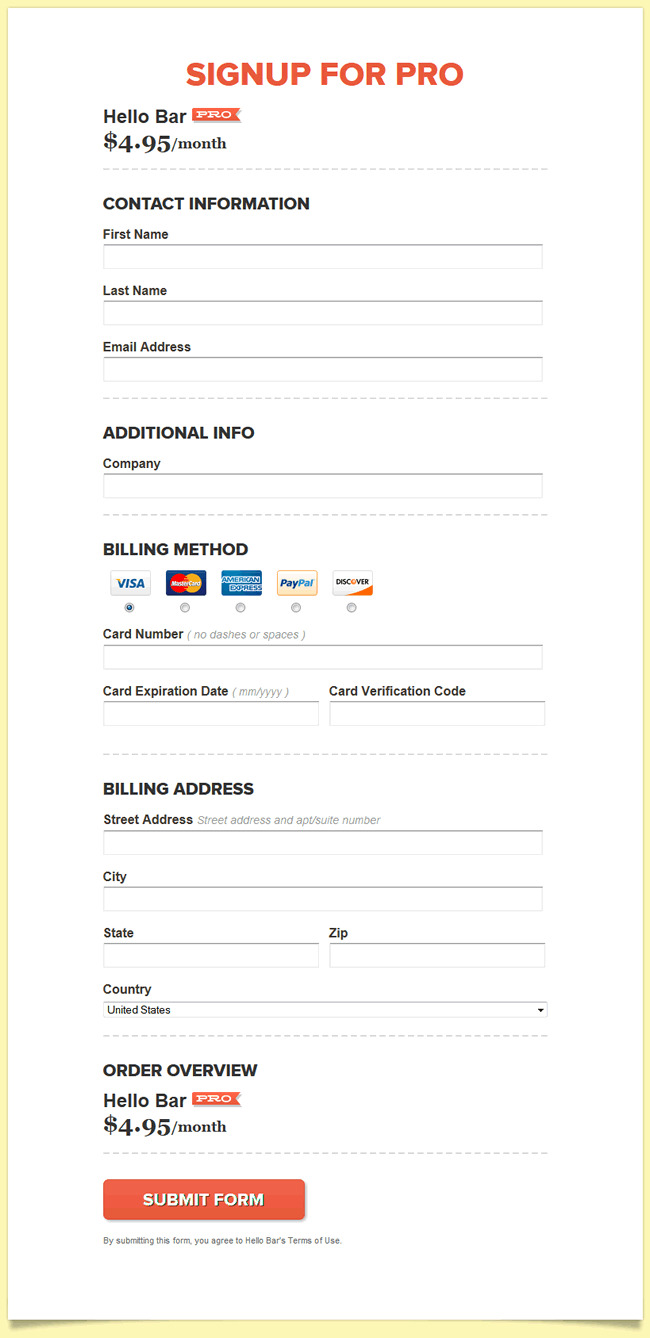 SIGNUP FOR PRO
Hello Bar PRO
$4.95/month
CONTACT INFORMATION
First Name
Last Name
Email Address
ADDITIONAL INFO
Company
BILLING METHOD
VISA MasterCard AMERICAN EXPRESS PayPal DISCOVER
Card Number ( no dashes or spaces )
Card Expiration Date ( mm/yyyy ) Card Verification Code
BILLING ADDRESS
Street Address Street address and apt/suite number
City
State Zip
Country
United States
ORDER OVERVIEW
Hello Bar PRO
$4.95/month
SUBMIT FORM
By submitting this form, you agree to Hello Bar's Terms of Use.